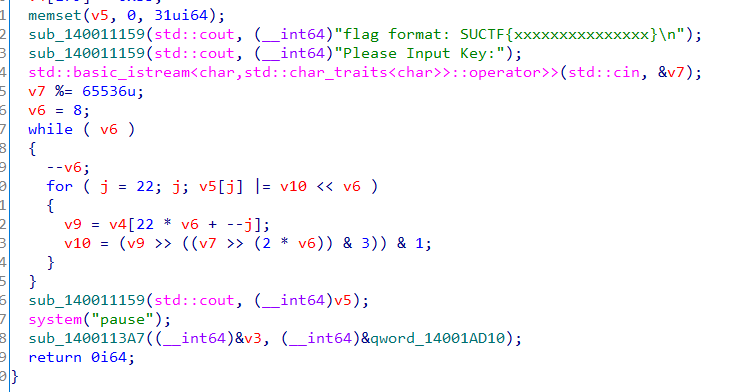 1 memset(v5, 0, 31ui64);
2 sub_140011159(std::cout, (__int64)"flag format: SUCTF{xxxxxxxxxxxxxxx}\n");
3 sub_140011159(std::cout, (__int64)"Please Input Key:");
4 std::basic_istream<char,std::char_traits<char>>::operator>>(std::cin, &v7);
5 v7 %= 65536u;
6 v6 = 8;
7 while ( v6 )
8 {
9 --v6;
0 for ( j = 22; j; v5[j] |= v10 << v6 )
1 {
2 v9 = v4[22 * v6 + --j];
3 v10 = (v9 >> ((v7 >> (2 * v6)) & 3)) & 1;
4 }
5 }
6 sub_140011159(std::cout, (__int64)v5);
7 system("pause");
8 sub_1400113A7((__int64)&v3, (__int64)&qword_14001AD10);
9 return 0i64;
0 }